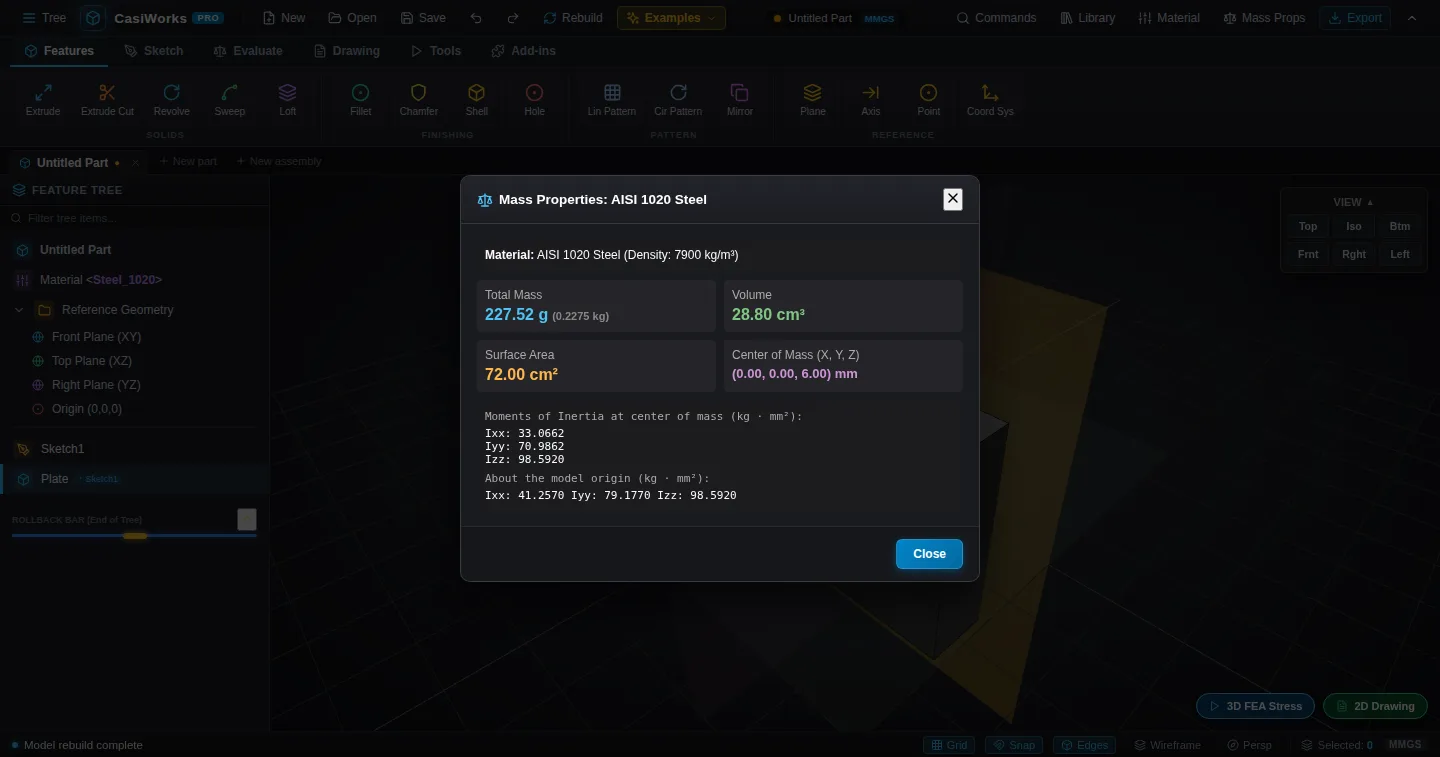 Tree CasiWorks PRO New Open Save Rebuild Examples Untitled Part MMGS Commands Library Material Mass Props Export
Features Sketch Evaluate Drawing Tools Add-ins
Extrude Extrude Cut Revolve Sweep Loft Fillet Chamfer Shell Hole Lin Pattern Cir Pattern Mirror Plane Axis Point Coord Sys
SOLIDS FINISHING PATTERN REFERENCE
Untitled Part • × + New part + New assembly
FEATURE TREE
Filter tree items...
Untitled Part
Material <Steel_1020>
Reference Geometry
Front Plane (XY)
Top Plane (XZ)
Right Plane (YZ)
Origin (0,0,0)
Sketch1
Plate Sketch1
ROLLBACK BAR (End of Tree)
Mass Properties: AISI 1020 Steel ✕
Material: AISI 1020 Steel (Density: 7900 kg/m³)
Total Mass
227.52 g (0.2275 kg)
Volume
28.80 cm³
Surface Area
72.00 cm²
Center of Mass (X, Y, Z)
(0.00, 0.00, 6.00) mm
Moments of Inertia at center of mass (kg · mm²):
Ixx: 33.0662
Iyy: 70.9862
Izz: 98.5920
About the model origin (kg · mm²):
Ixx: 41.2570 Iyy: 79.1770 Izz: 98.5920
Close
VIEW ▲
Top Iso Btm
Frnt Rght Left
3D FEA Stress 2D Drawing
Model rebuild complete Grid Snap Edges Wireframe Persp Selected: 0 MMGS